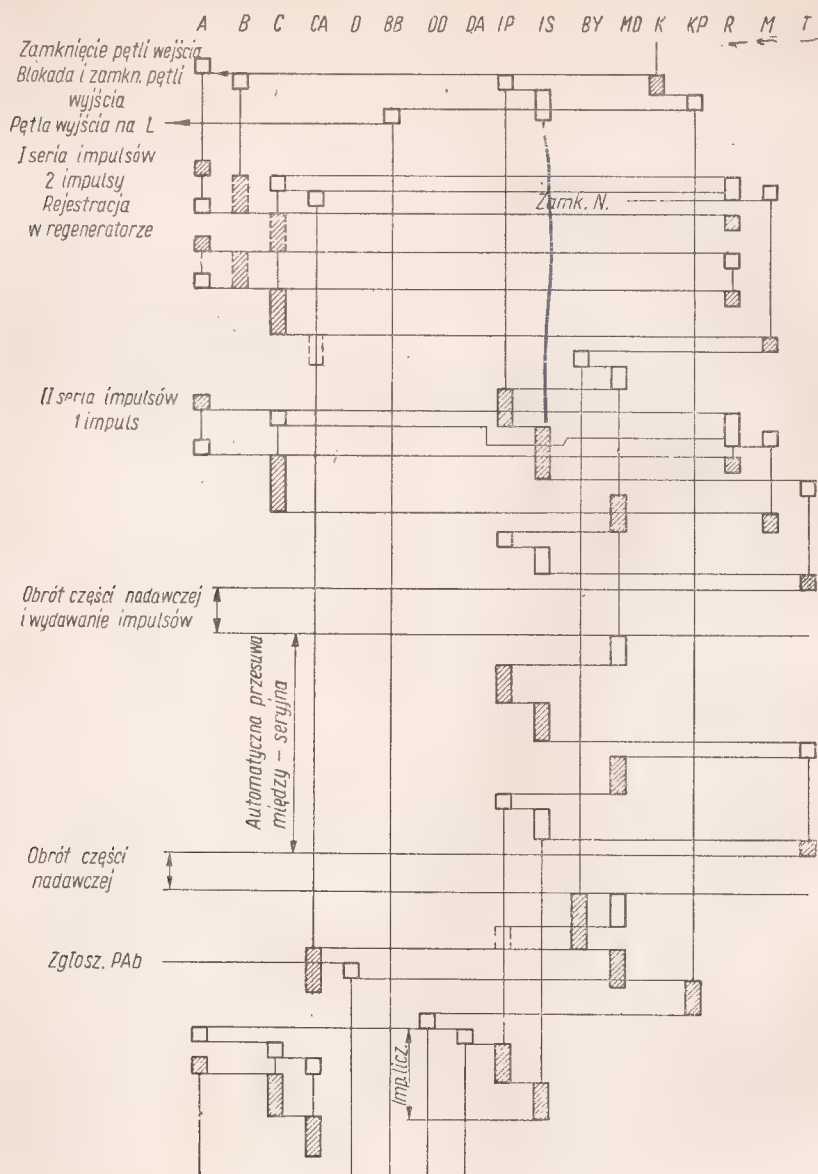 A B C CA D BB OD DA IP IS BY MD K KP R M T
Zamknięcie pętli wejścia
Blokada i zamkn. pętli
wyjścia
Pętla wyjścia na L
I seria impulsów
2 impulsy
Rejestracja
w regeneratorze
Zamk. N.
II seria impulsów
1 impuls
Obrót części nadawczej
i wydawanie impulsów
Automatyczna przesuwa
między - seryjna
Obrót części
nadawczej
Zgłosz. PAb
Imp. licz.